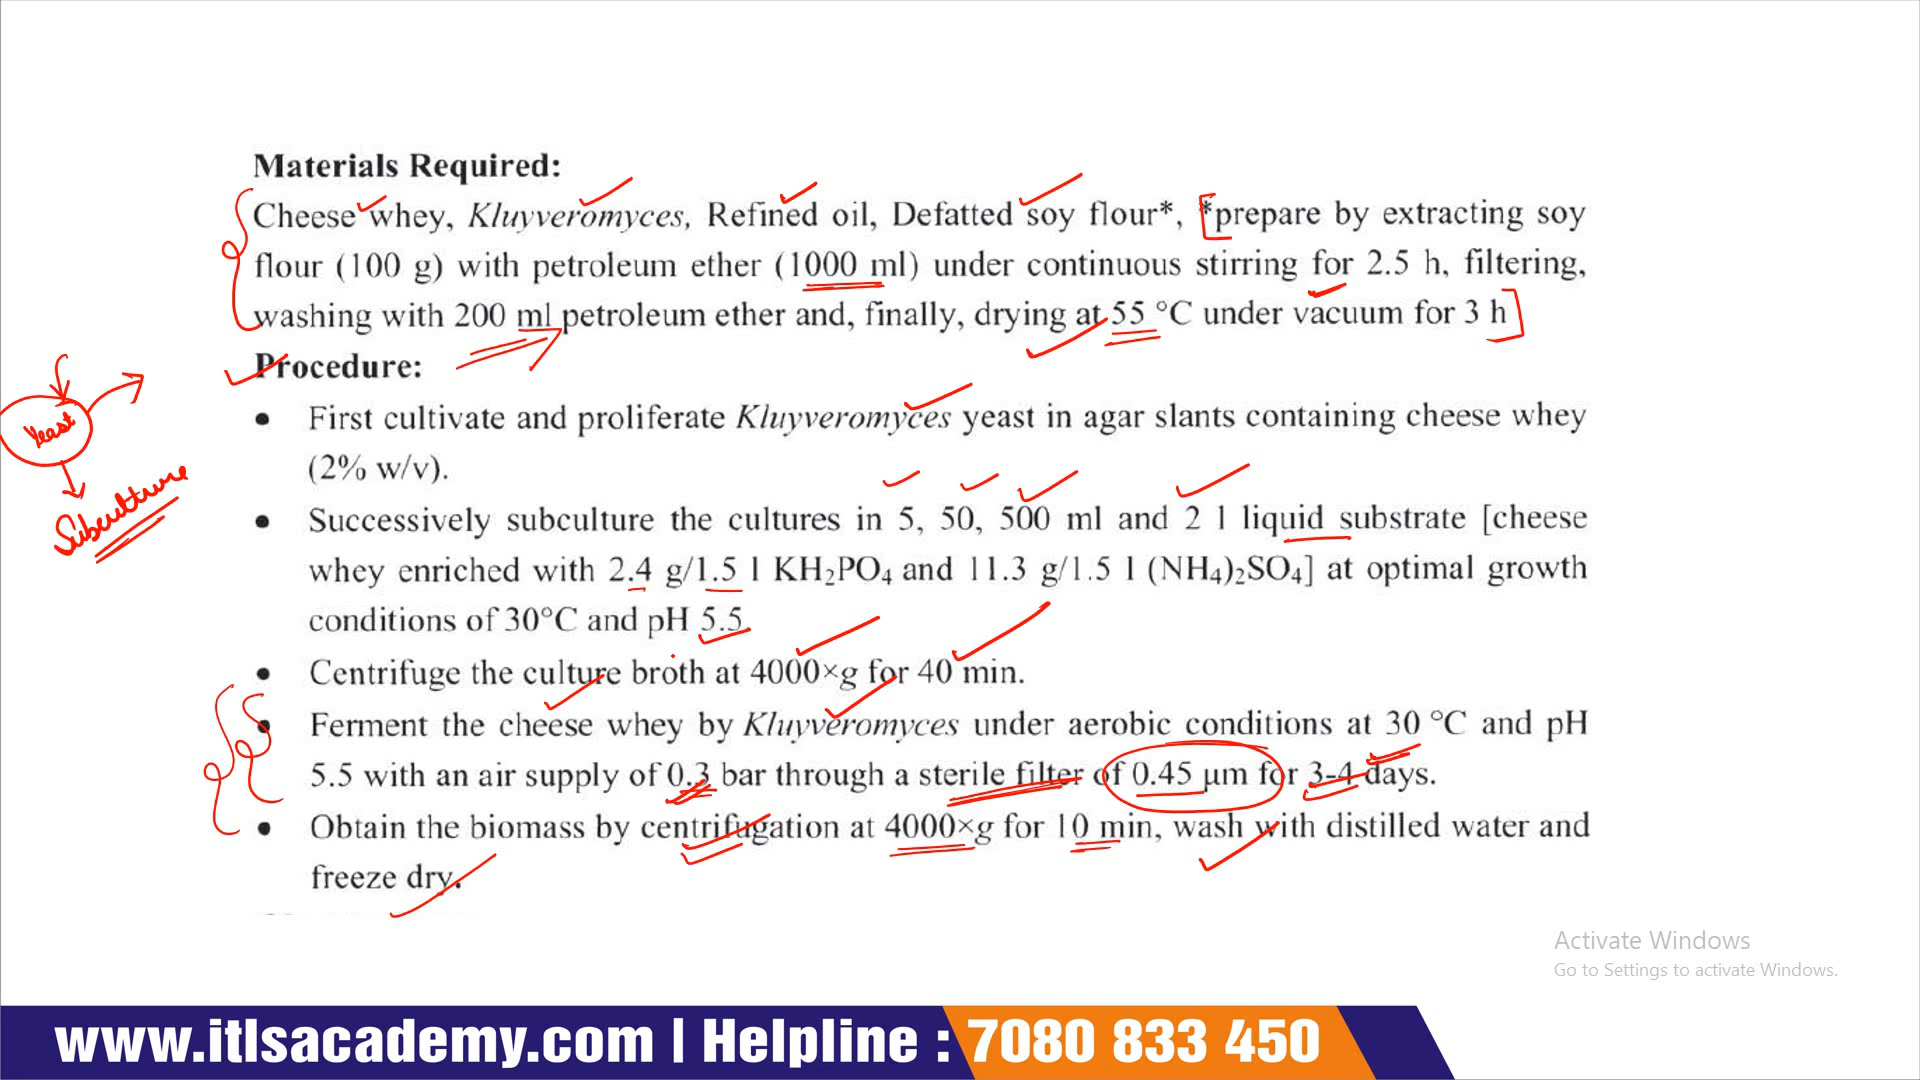 Materials Required:
Cheese whey, Kluyveromyces, Refined oil, Defatted soy flour*, *prepare by extracting soy
flour (100 g) with petroleum ether (1000 ml) under continuous stirring for 2.5 h, filtering,
washing with 200 ml petroleum ether and, finally, drying at 55 °C under vacuum for 3 h
Procedure:
• First cultivate and proliferate Kluyveromyces yeast in agar slants containing cheese whey
(2% w/v).
Yeast
Subculture
• Successively subculture the cultures in 5, 50, 500 ml and 2 l liquid substrate [cheese
whey enriched with 2.4 g/1.5 l KH₂PO₄ and 11.3 g/1.5 l (NH₄)₂SO₄] at optimal growth
conditions of 30°C and pH 5.5.
• Centrifuge the culture broth at 4000×g for 40 min.
• Ferment the cheese whey by Kluyveromyces under aerobic conditions at 30 °C and pH
5.5 with an air supply of 0.3 bar through a sterile filter of 0.45 µm for 3-4 days.
• Obtain the biomass by centrifugation at 4000×g for 10 min, wash with distilled water and
freeze dry.
Activate Windows
Go to Settings to activate Windows.
www.itlsacademy.com | Helpline : 7080 833 450